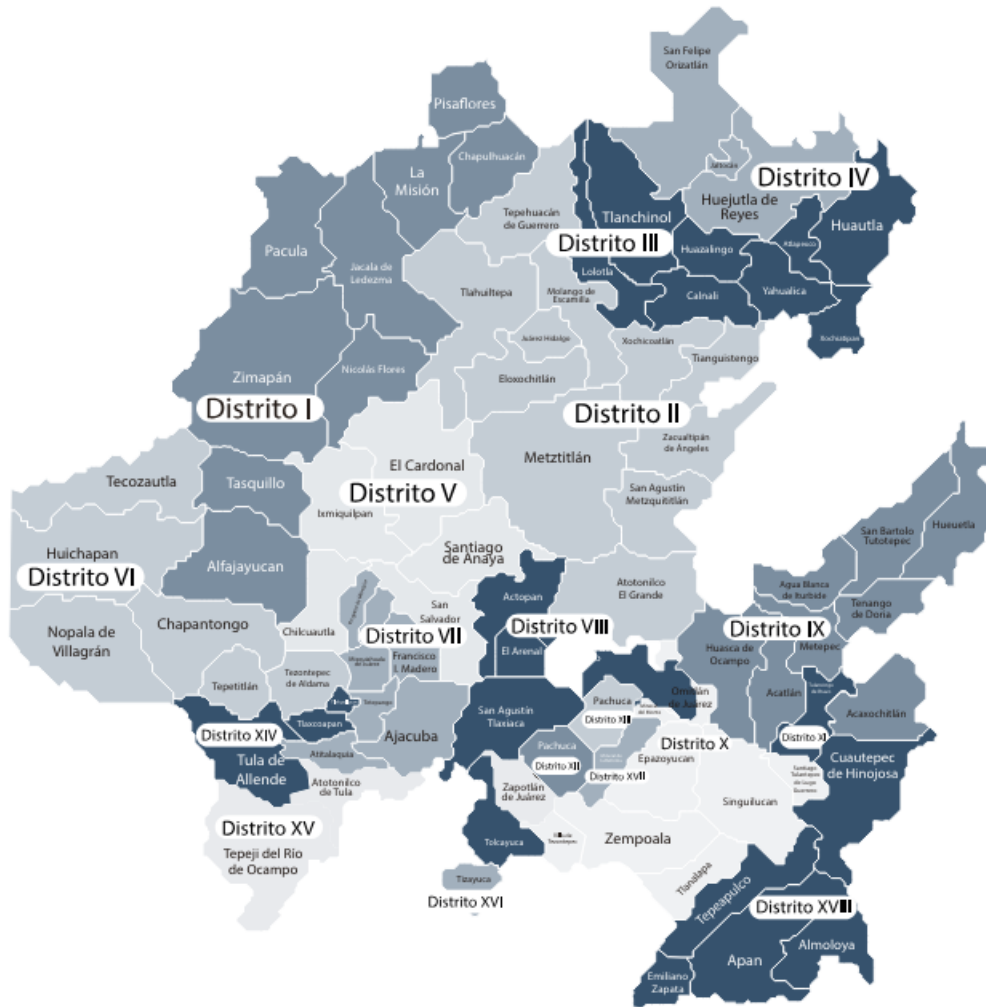 San Felipe
Orizatlán
Pisaflores
Chapulhuacán
La
Misión
Jaltocán
Distrito IV
Huejutla de
Reyes
Tepehuacán
de Guerrero
Tlanchinol
Huautla
Distrito III
Huazalingo
Atlapexco
Pacula
Jacala de
Ledezma
Lolotla
Tlahuiltepa
Molango de
Escamilla
Calnali
Yahualica
Xochiatipan
Juárez Hidalgo
Xochicoatlán
Tianguistengo
Zimapán
Nicolás Flores
Eloxochitlán
Distrito I
Distrito II
Zacualtipán
de Ángeles
Metztitlán
El Cardonal
Tecozautla
Tasquillo
Distrito V
San Agustín
Metzquititlán
Ixmiquilpan
San Bartolo
Tutotepec
Huehuetla
Huichapan
Santiago
de Anaya
Distrito VI
Alfajayucan
Atotonilco
El Grande
Agua Blanca
de Iturbide
Actopan
Tenango
de Doria
San
Salvador
Chapantongo
Chilcuautla
Distrito VII
Distrito VIII
Distrito IX
Nopala de
Villagrán
El Arenal
Huasca de
Ocampo
Metepec
Francisco
I. Madero
Tezontepec
de Aldama
Tepetitlán
Acatlán
Omitlán
de Juárez
Pachuca
Acaxochitlán
San Agustín
Tlaxiaca
Tlaxcoapan
Ajacuba
Distrito XIII
Distrito XIV
Distrito X
Distrito XI
Atitalaquia
Pachuca
Epazoyucan
Cuautepec
de Hinojosa
Tula de
Allende
Distrito XII
Distrito XVII
Atotonilco
de Tula
Zapotlán
de Juárez
Santiago
Tulantepec
de Lugo
Guerrero
Singuilucan
Distrito XV
Tepeji del Río
de Ocampo
Tolcayuca
Zempoala
Tizayuca
Tlanalapa
Distrito XVI
Tepeapulco
Distrito XVIII
Almoloya
Apan
Emiliano
Zapata